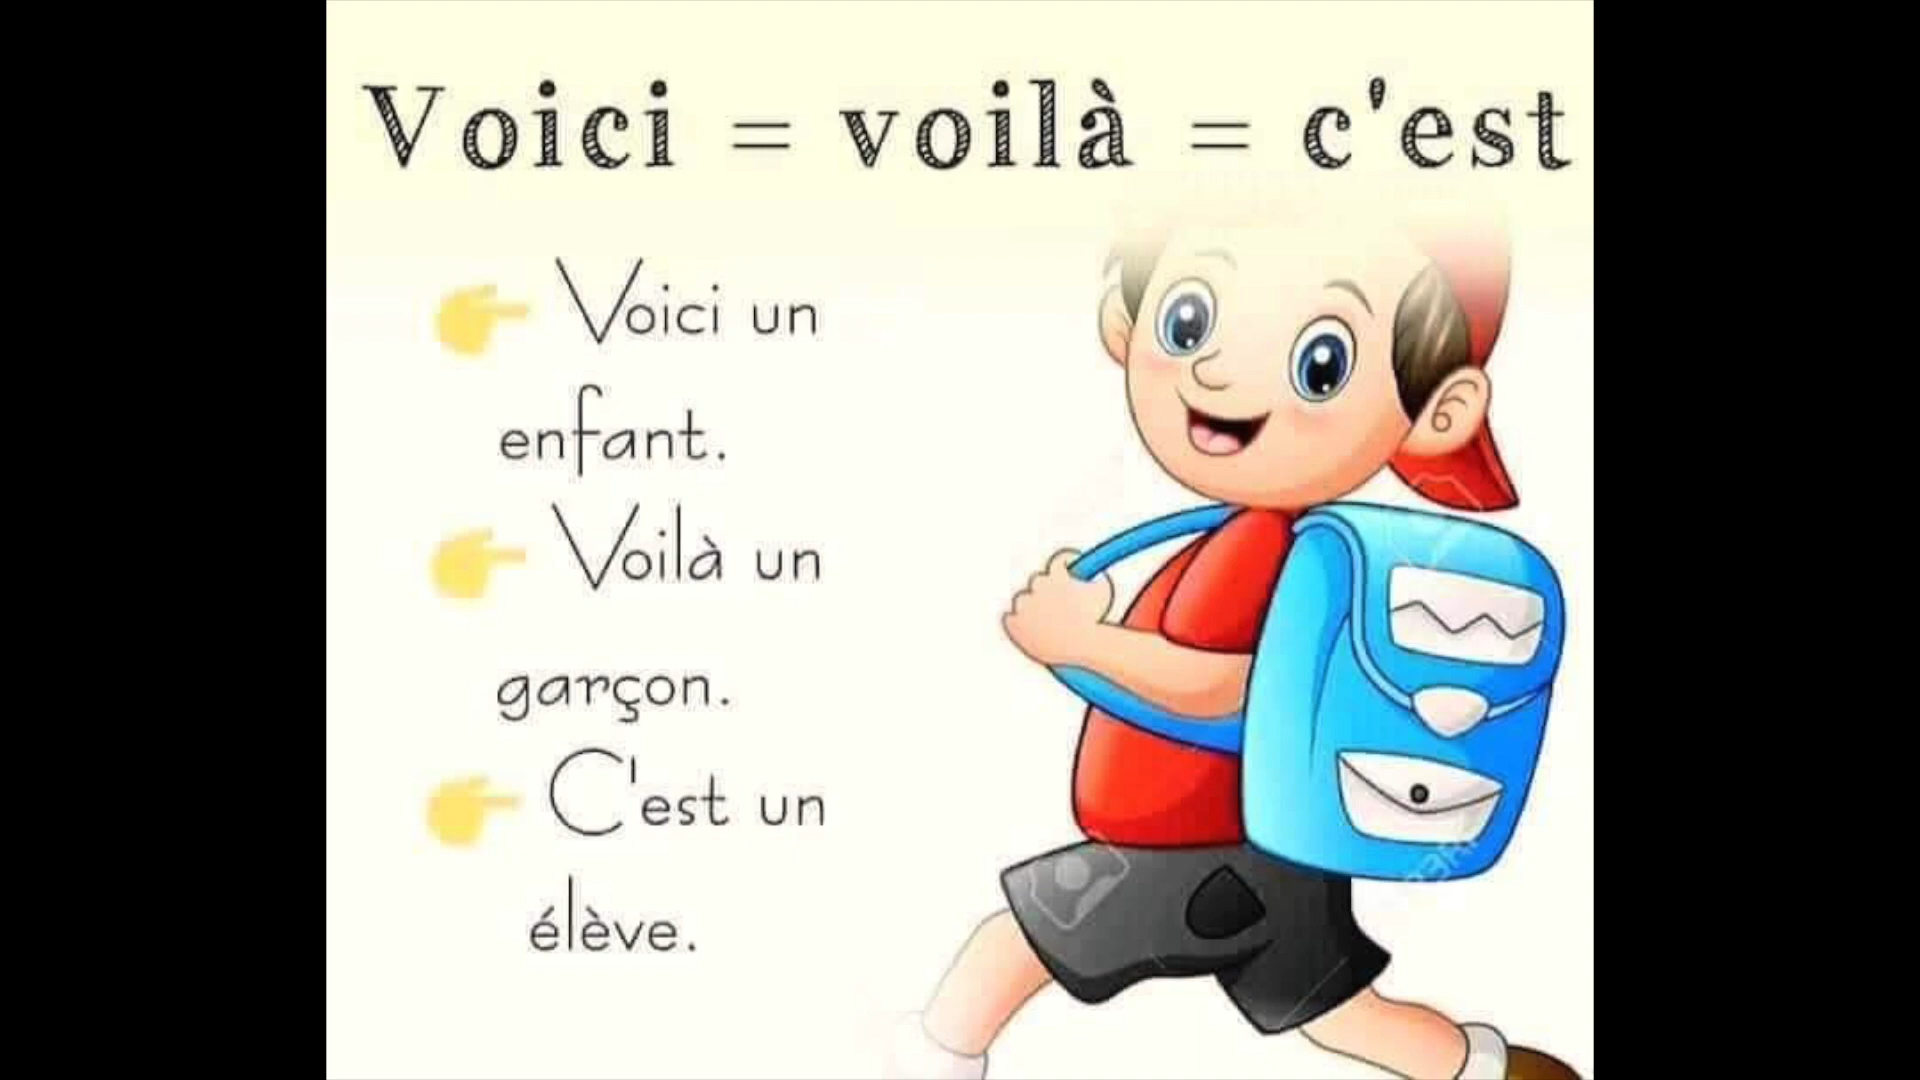 Voici = voilà = c'est
Voici un
enfant.
Voilà un
garçon.
C'est un
élève.